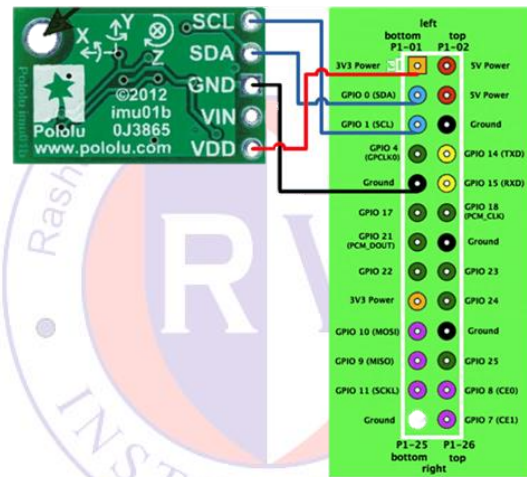 SCL
SDA
GND
VIN
VDD
X
Y
Z
©2012
imu01b
0J3865
Pololu
www.pololu.com
Pololu imu01b
left
bottom top
P1-01 P1-02
3V3 Power 5V Power
GPIO 0 (SDA) 5V Power
GPIO 1 (SCL) Ground
GPIO 4
(GPCLK0)
GPIO 14 (TXD)
Ground GPIO 15 (RXD)
GPIO 17
GPIO 18
(PCM_CLK)
GPIO 21
(PCM_DOUT)
Ground
GPIO 22 GPIO 23
3V3 Power GPIO 24
GPIO 10 (MOSI) Ground
GPIO 9 (MISO) GPIO 25
GPIO 11 (SCKL) GPIO 8 (CE0)
Ground GPIO 7 (CE1)
P1-25 P1-26
bottom top
right
Rash
R V
INST